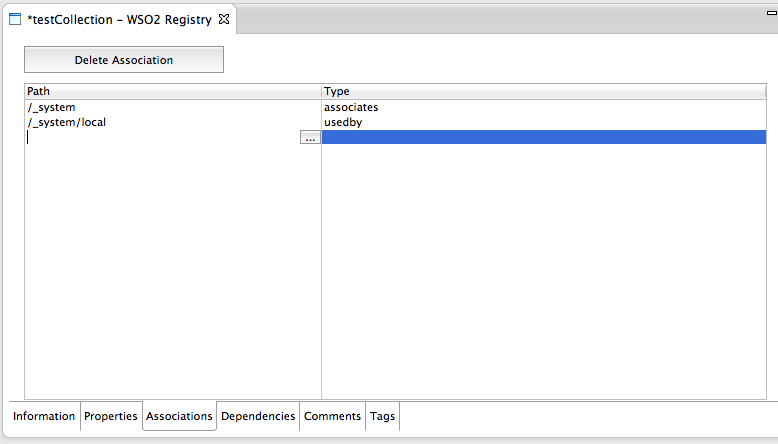 *testCollection - WSO2 Registry
Delete Association
Path Type
/_system associates
/_system/local usedby
...
Information Properties Associations Dependencies Comments Tags